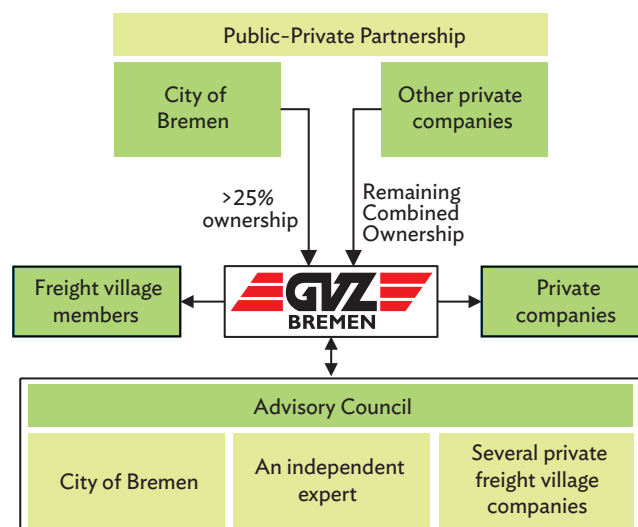 Public-Private Partnership
City of
Bremen
Other private
companies
>25%
ownership
Remaining
Combined
Ownership
Freight village
members
GVZ
BREMEN
Private
companies
Advisory Council
City of Bremen
An independent
expert
Several private
freight village
companies